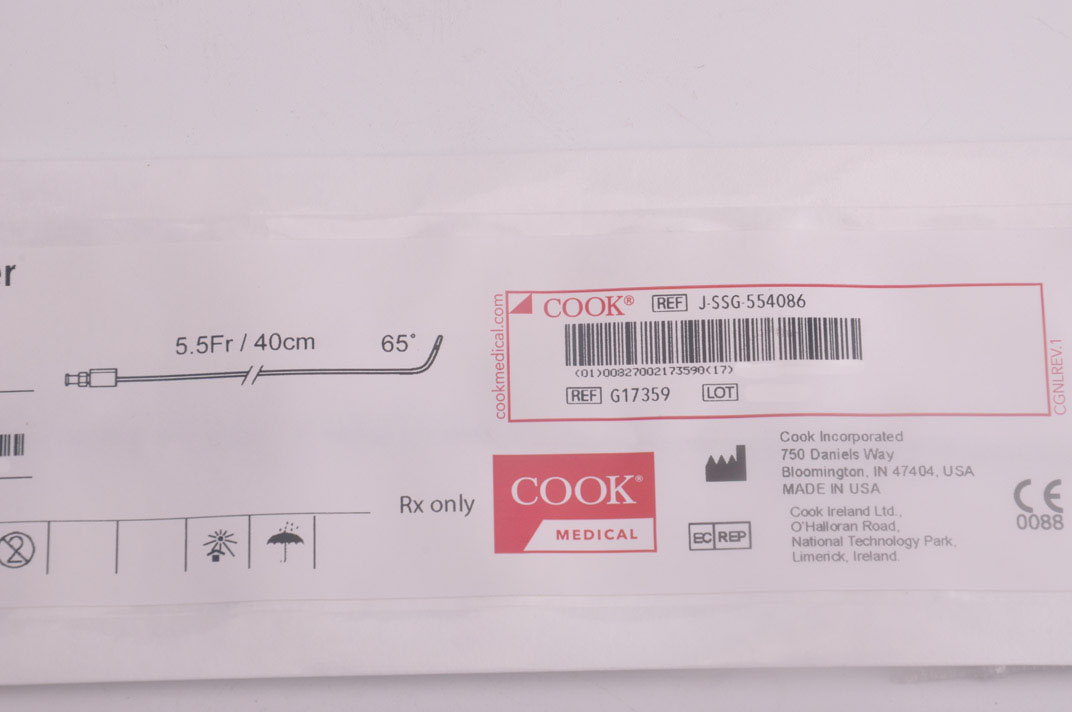 er
5.5Fr / 40cm
65°
cookmedical.com
COOK® REF J-SSG-554086
(01)00827002173590(17)
REF G17359 LOT
CGNLREV.1
Rx only
COOK®
MEDICAL
Cook Incorporated
750 Daniels Way
Bloomington, IN 47404, USA
MADE IN USA
EC REP
Cook Ireland Ltd.,
O'Halloran Road,
National Technology Park,
Limerick, Ireland.
CE
0088
2